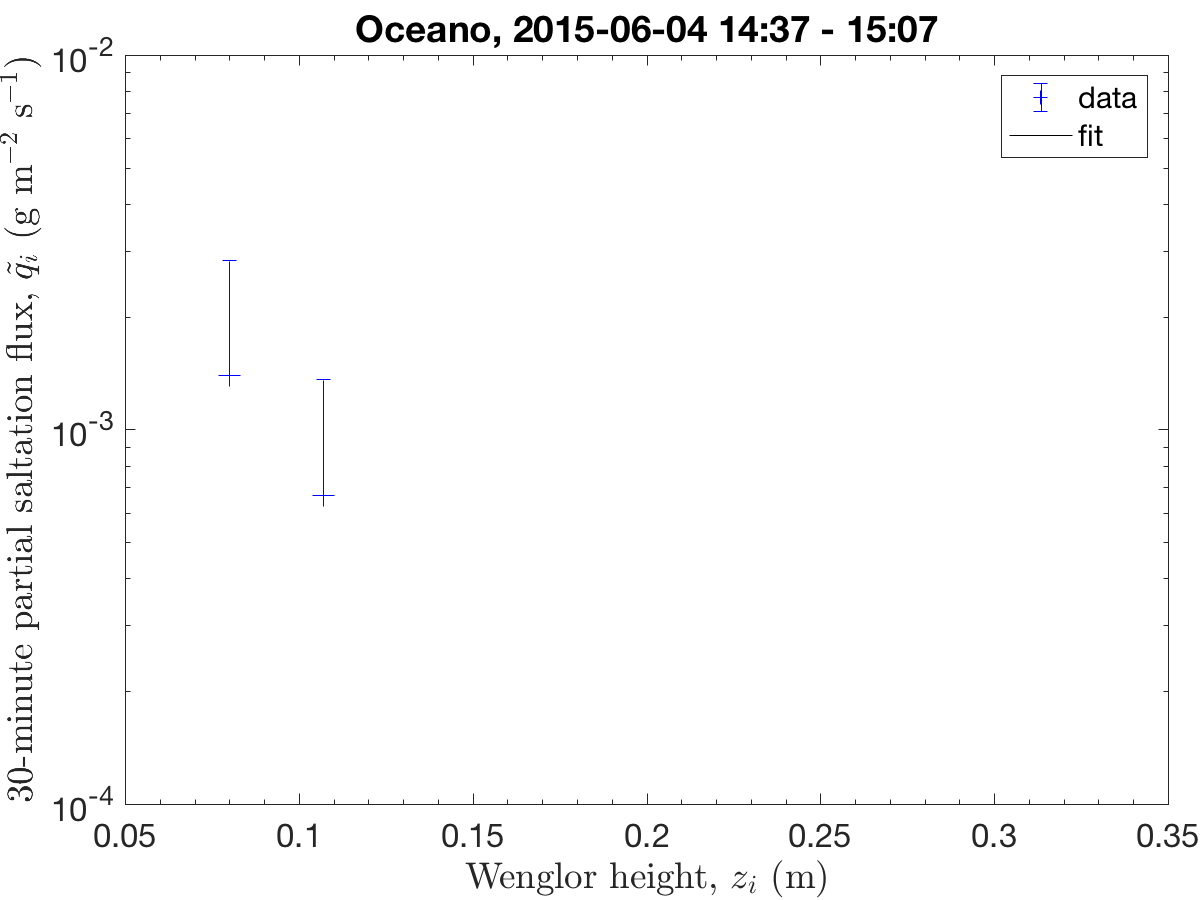 Oceano, 2015-06-04 14:37 - 15:07
30-minute partial saltation flux, q̃ᵢ (g m⁻² s⁻¹)
10⁻²
10⁻³
10⁻⁴
data
fit
0.05 0.1 0.15 0.2 0.25 0.3 0.35
Wenglor height, zᵢ (m)